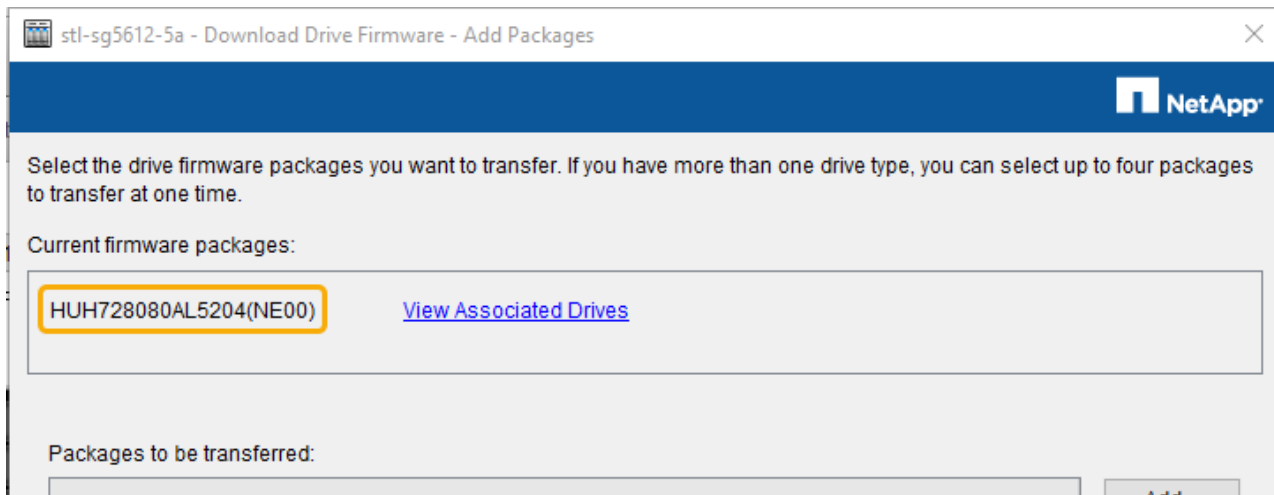 stl-sg5612-5a - Download Drive Firmware - Add Packages
NetApp
Select the drive firmware packages you want to transfer. If you have more than one drive type, you can select up to four packages
to transfer at one time.
Current firmware packages:
HUH728080AL5204(NE00) View Associated Drives
Packages to be transferred: